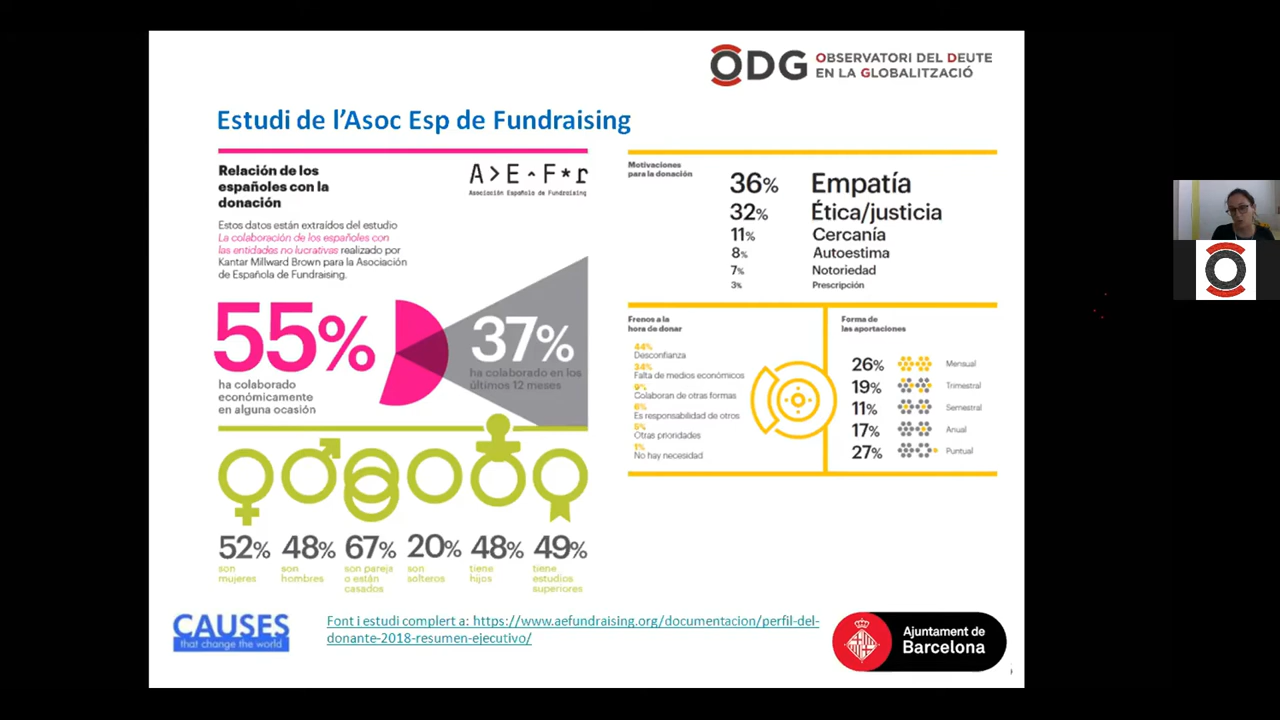 ODG
OBSERVATORI DEL DEUTE
EN LA GLOBALITZACIÓ
Estudi de l'Asoc Esp de Fundraising
Relación de los
españoles con la
donación
A>E^F*r
Asociación Española de Fundraising
Estos datos están extraídos del estudio
La colaboración de los españoles con
las entidades no lucrativas realizado por
Kantar Millward Brown para la Asociación
de Española de Fundraising.
55%
ha colaborado
económicamente
en alguna ocasión
37%
ha colaborado en los
últimos 12 meses
52%
son
mujeres
48%
son
hombres
67%
son pareja
o están
casados
20%
son
solteros
48%
tiene
hijos
49%
tiene
estudios
superiores
Motivaciones
para la donación
36% Empatía
32% Ética/justicia
11% Cercanía
8% Autoestima
7% Notoriedad
3% Prescripción
Frenos a la
hora de donar
44%
Desconfianza
34%
Falta de medios económicos
9%
Colaboran de otras formas
6%
Es responsabilidad de otros
5%
Otras prioridades
1%
No hay necesidad
Forma de
las aportaciones
26% Mensual
19% Trimestral
11% Semestral
17% Anual
27% Puntual
CAUSES
that change the world
Font i estudi complert a: https://www.aefundraising.org/documentacion/perfil-del-
donante-2018-resumen-ejecutivo/
Ajuntament de
Barcelona